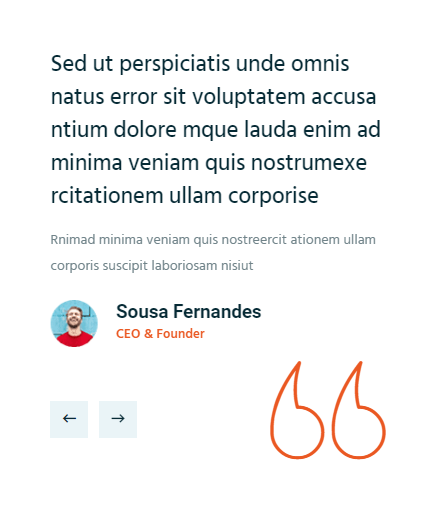 Sed ut perspiciatis unde omnis
natus error sit voluptatem accusa
ntium dolore mque lauda enim ad
minima veniam quis nostrumexe
rcitationem ullam corporise
Rnimad minima veniam quis nostreercit ationem ullam
corporis suscipit laboriosam nisiut
Sousa Fernandes
CEO & Founder